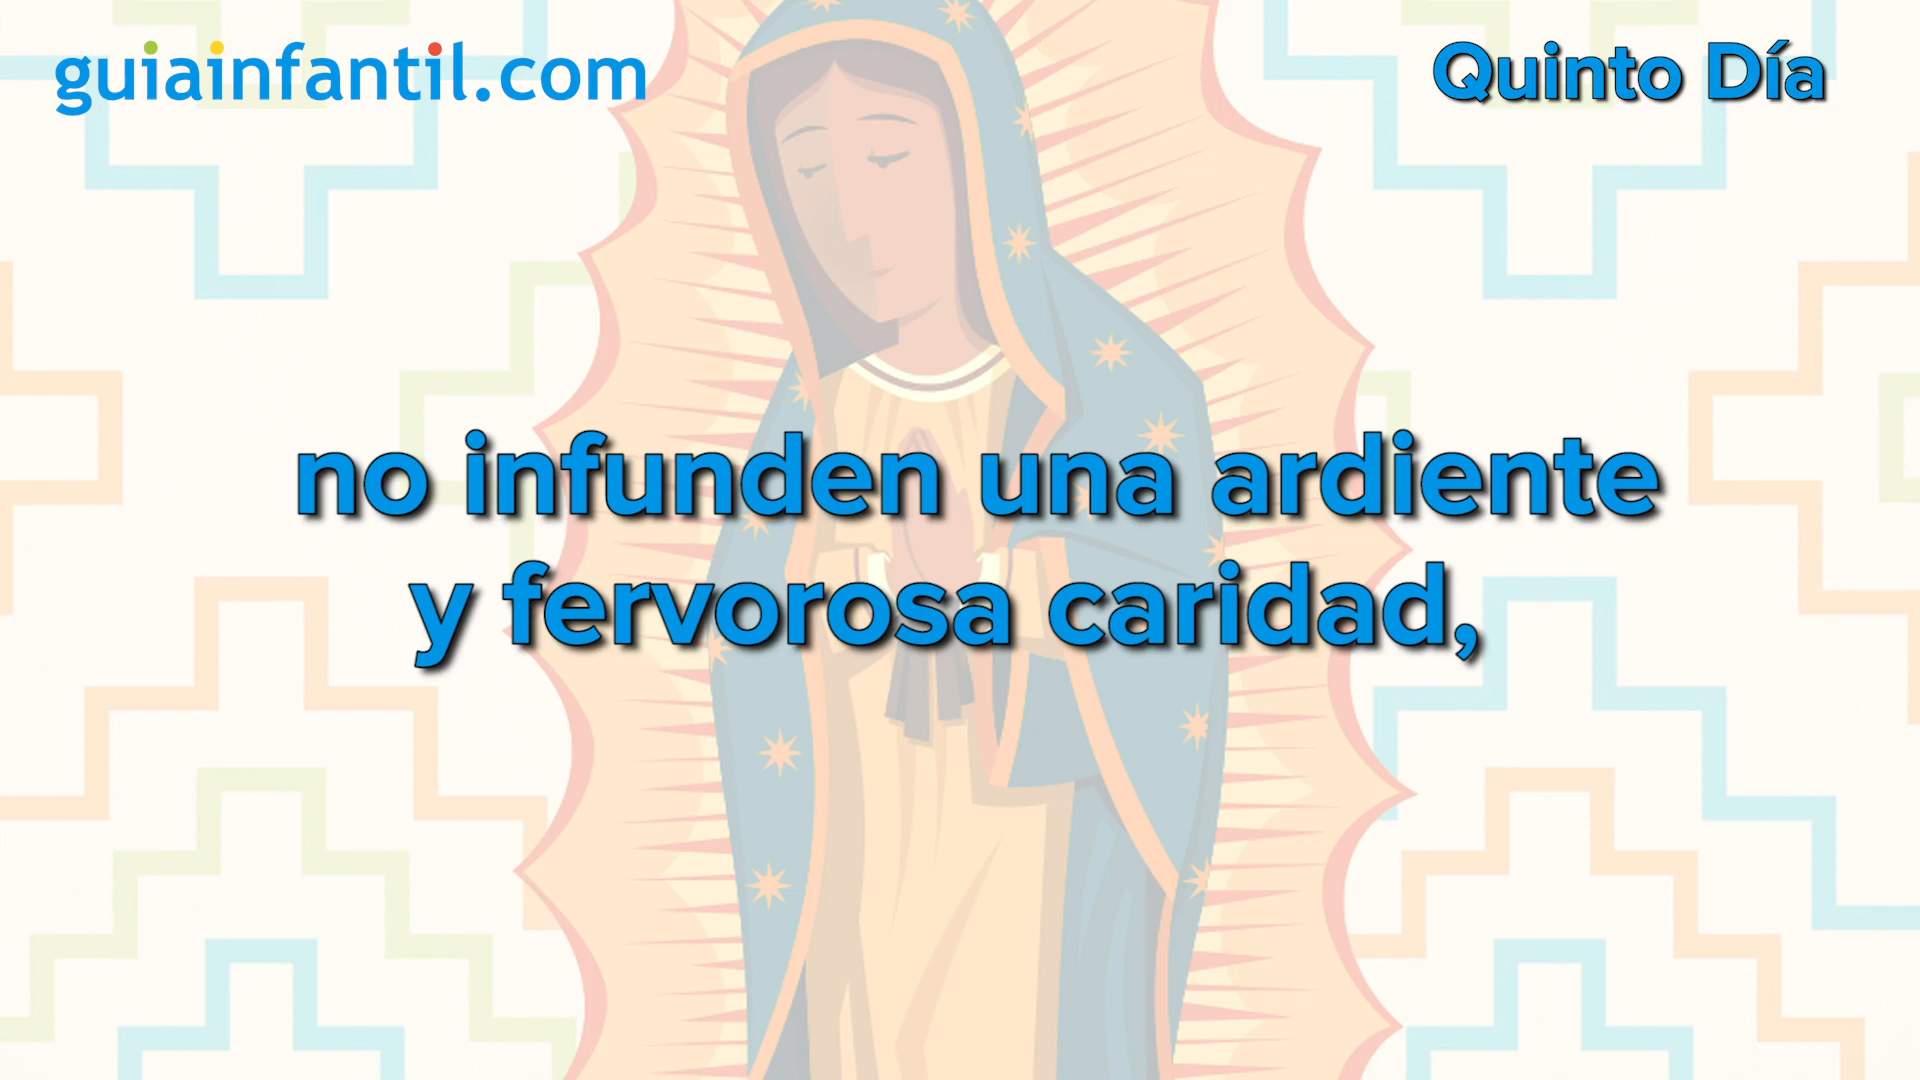 guiainfantil.com
Quinto Día
no infunden una ardiente
y fervorosa caridad,